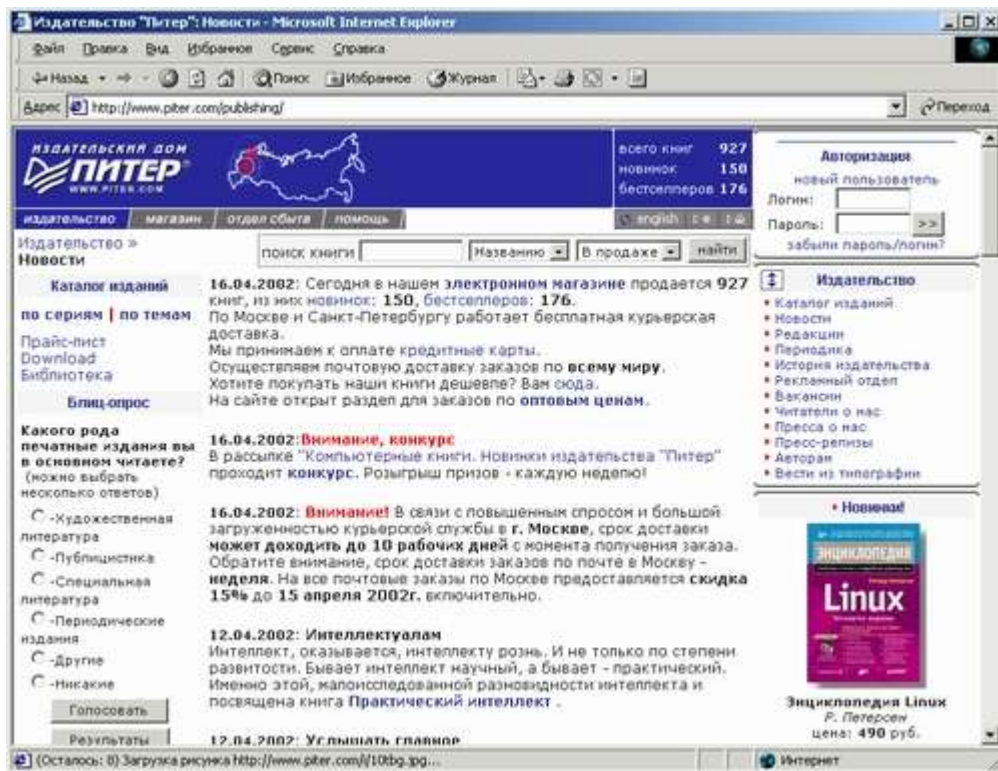 Издательство "Питер": Новости - Microsoft Internet Explorer
Файл Правка Вид Избранное Сервис Справка
Назад Поиск Избранное Журнал
Адрес http://www.piter.com/publishing/ Переход
ИЗДАТЕЛЬСКИЙ ДОМ
ПИТЕР
WWW.PITER.COM
всего книг 927
новинок 150
бестселлеров 176
издательство магазин отдел сбыта помощь english
Издательство »
Новости
поиск книги Названию В продаже найти
Каталог изданий
по сериям | по темам
Прайс-лист
Download
Библиотека
Блиц-опрос
Какого рода
печатные издания вы
в основном читаете?
(можно выбрать
несколько ответов)
-Художественная
литература
-Публицистика
-Специальная
литература
-Периодические
издания
-Другие
-Никакие
Голосовать
Результаты
16.04.2002: Сегодня в нашем электронном магазине продается 927
книг, из них новинок: 150, бестселлеров: 176.
По Москве и Санкт-Петербургу работает бесплатная курьерская
доставка.
Мы принимаем к оплате кредитные карты.
Осуществляем почтовую доставку заказов по всему миру.
Хотите покупать наши книги дешевле? Вам сюда.
На сайте открыт раздел для заказов по оптовым ценам.
16.04.2002:Внимание, конкурс
В рассылке "Компьютерные книги. Новинки издательства "Питер"
проходит конкурс. Розыгрыш призов - каждую неделю!
16.04.2002: Внимание! В связи с повышенным спросом и большой
загруженностью курьерской службы в г. Москве, срок доставки
может доходить до 10 рабочих дней с момента получения заказа.
Обратите внимание, срок доставки заказов по почте в Москву -
неделя. На все почтовые заказы по Москве предоставляется скидка
15% до 15 апреля 2002г. включительно.
12.04.2002: Интеллектуалам
Интеллект, оказывается, интеллекту рознь. И не только по степени
развитости. Бывает интеллект научный, а бывает - практический.
Именно этой, малоисследованной разновидности интеллекта и
посвящена книга Практический интеллект .
12.04.2002: Услышать главное
Авторизация
новый пользователь
Логин:
Пароль: >>
забыли пароль/логин?
Издательство
Каталог изданий
Новости
Редакции
Периодика
История издательства
Рекламный отдел
Вакансии
Читатели о нас
Пресса о нас
Пресс-релизы
Авторам
Вести из типографии
Новинка!
ЭНЦИКЛОПЕДИЯ
Linux
Энциклопедия Linux
Р. Петерсен
цена: 490 руб.
(Осталось: 8) Загрузка рисунка http://www.piter.com/i/10tbg.jpg... Интернет